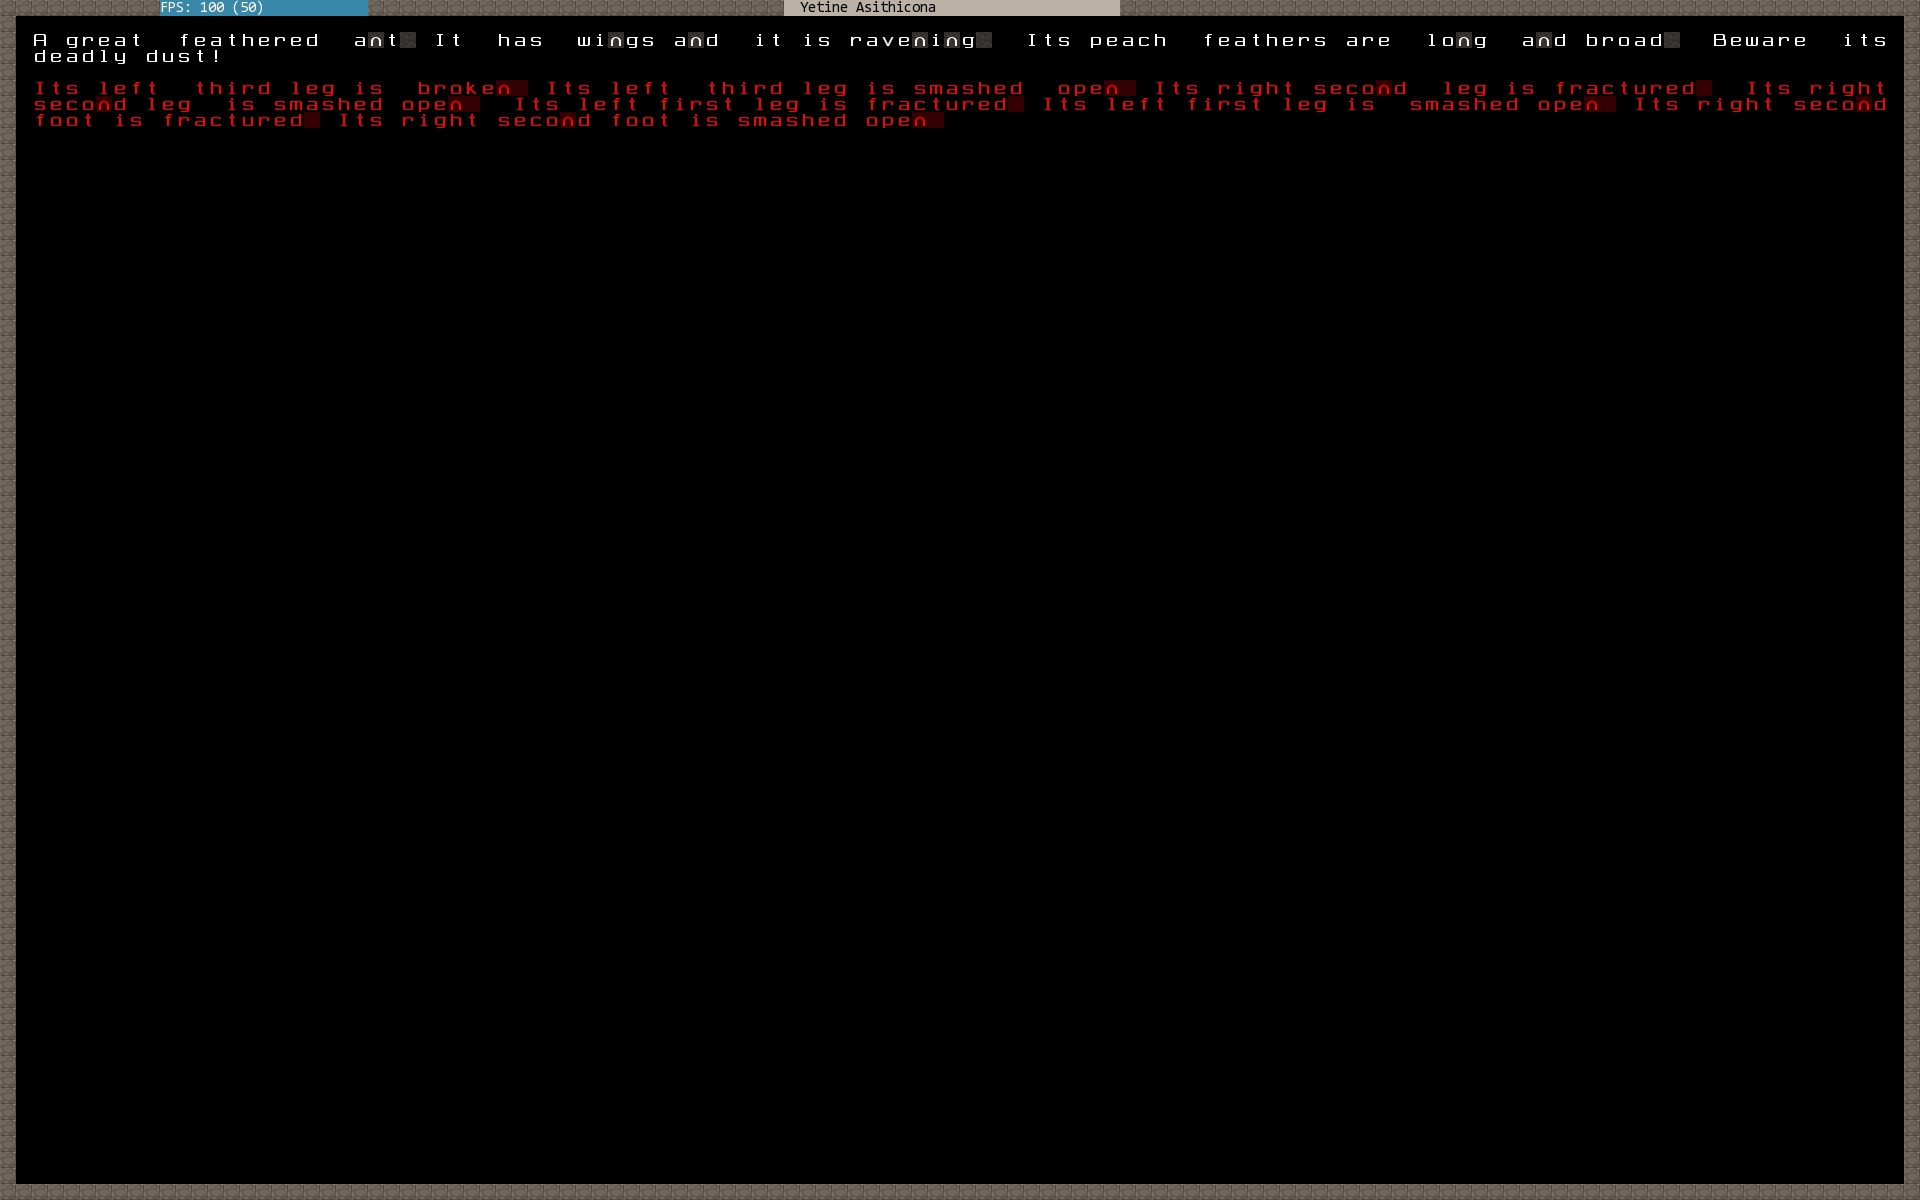 FPS: 100 (50)
Yetine Asithicona
A great feathered ant. It has wings and it is ravening. Its peach feathers are long and broad. Beware its
deadly dust!
Its left third leg is broken. Its left third leg is smashed open. Its right second leg is fractured. Its right
second leg is smashed open. Its left first leg is fractured. Its left first leg is smashed open. Its right second
foot is fractured. Its right second foot is smashed open.